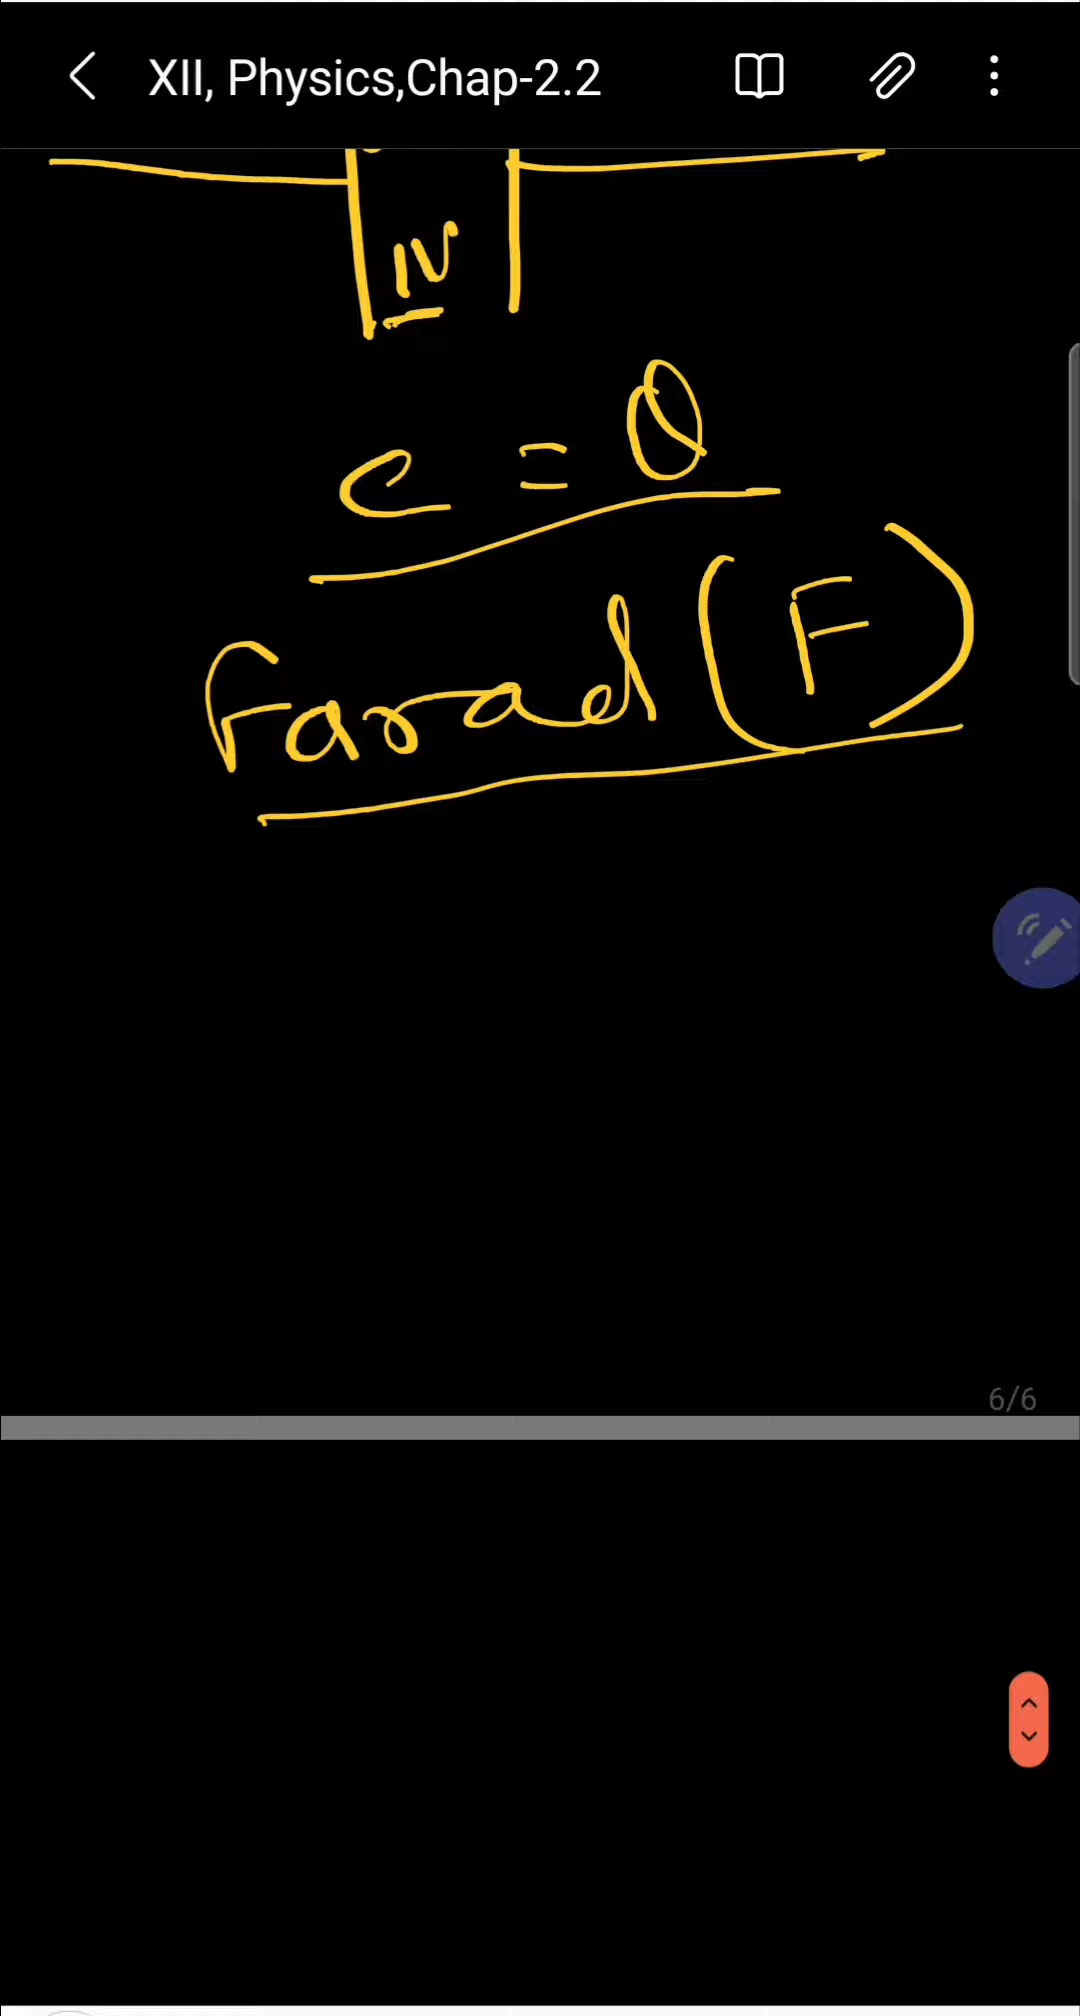 XII, Physics,Chap-2.2
1V
C = Q
Farad (F)
6/6